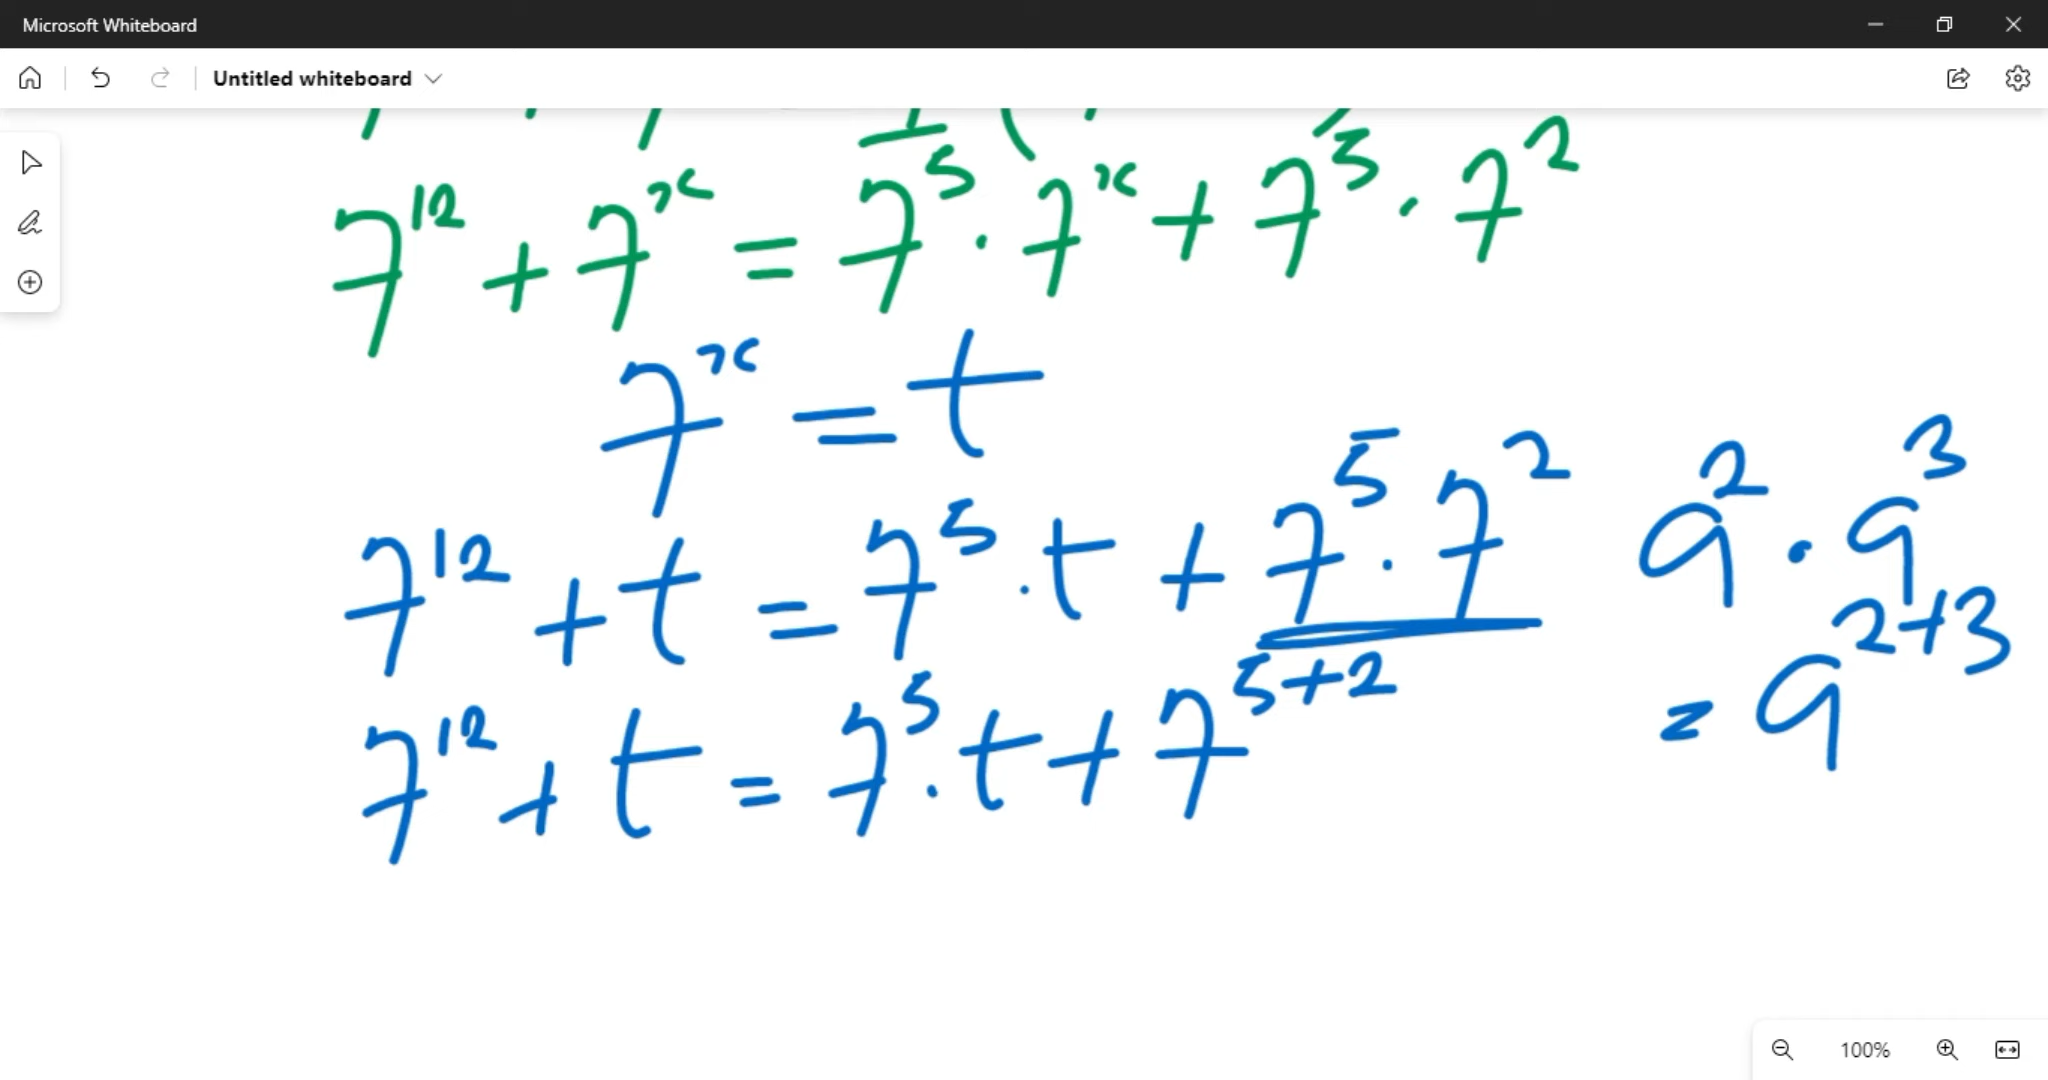 Microsoft Whiteboard
Untitled whiteboard
7^12 + 7^x = 7^5 · 7^x + 7^5 · 7^2
7^x = t
7^12 + t = 7^5 · t + 7^5 · 7^2
a^2 · a^3
= a^2+3
7^12 + t = 7^5 · t + 7^5+2
100%